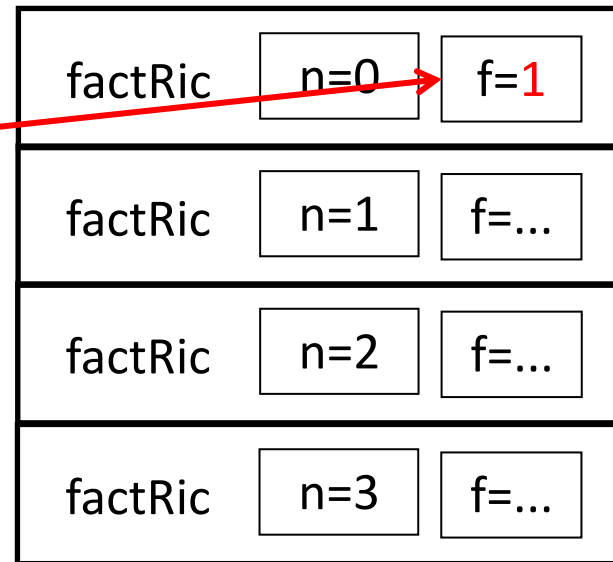 factRic n=0 f=1
factRic n=1 f=...
factRic n=2 f=...
factRic n=3 f=...